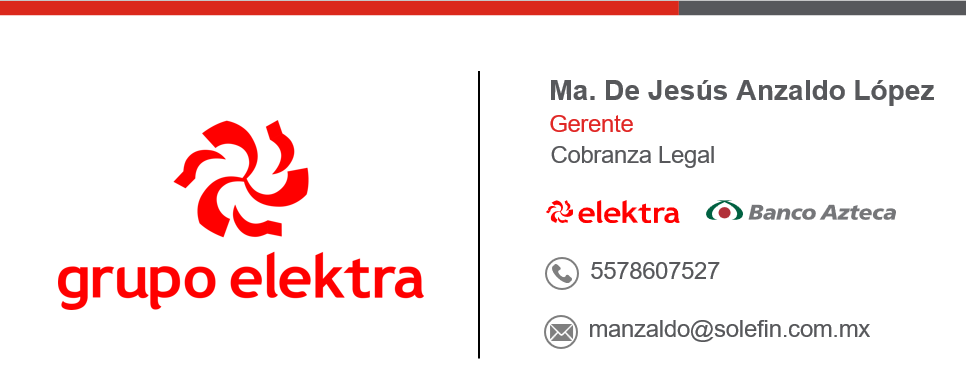 grupo elektra
Ma. De Jesús Anzaldo López
Gerente
Cobranza Legal
elektra Banco Azteca
5578607527
manzaldo@solefin.com.mx